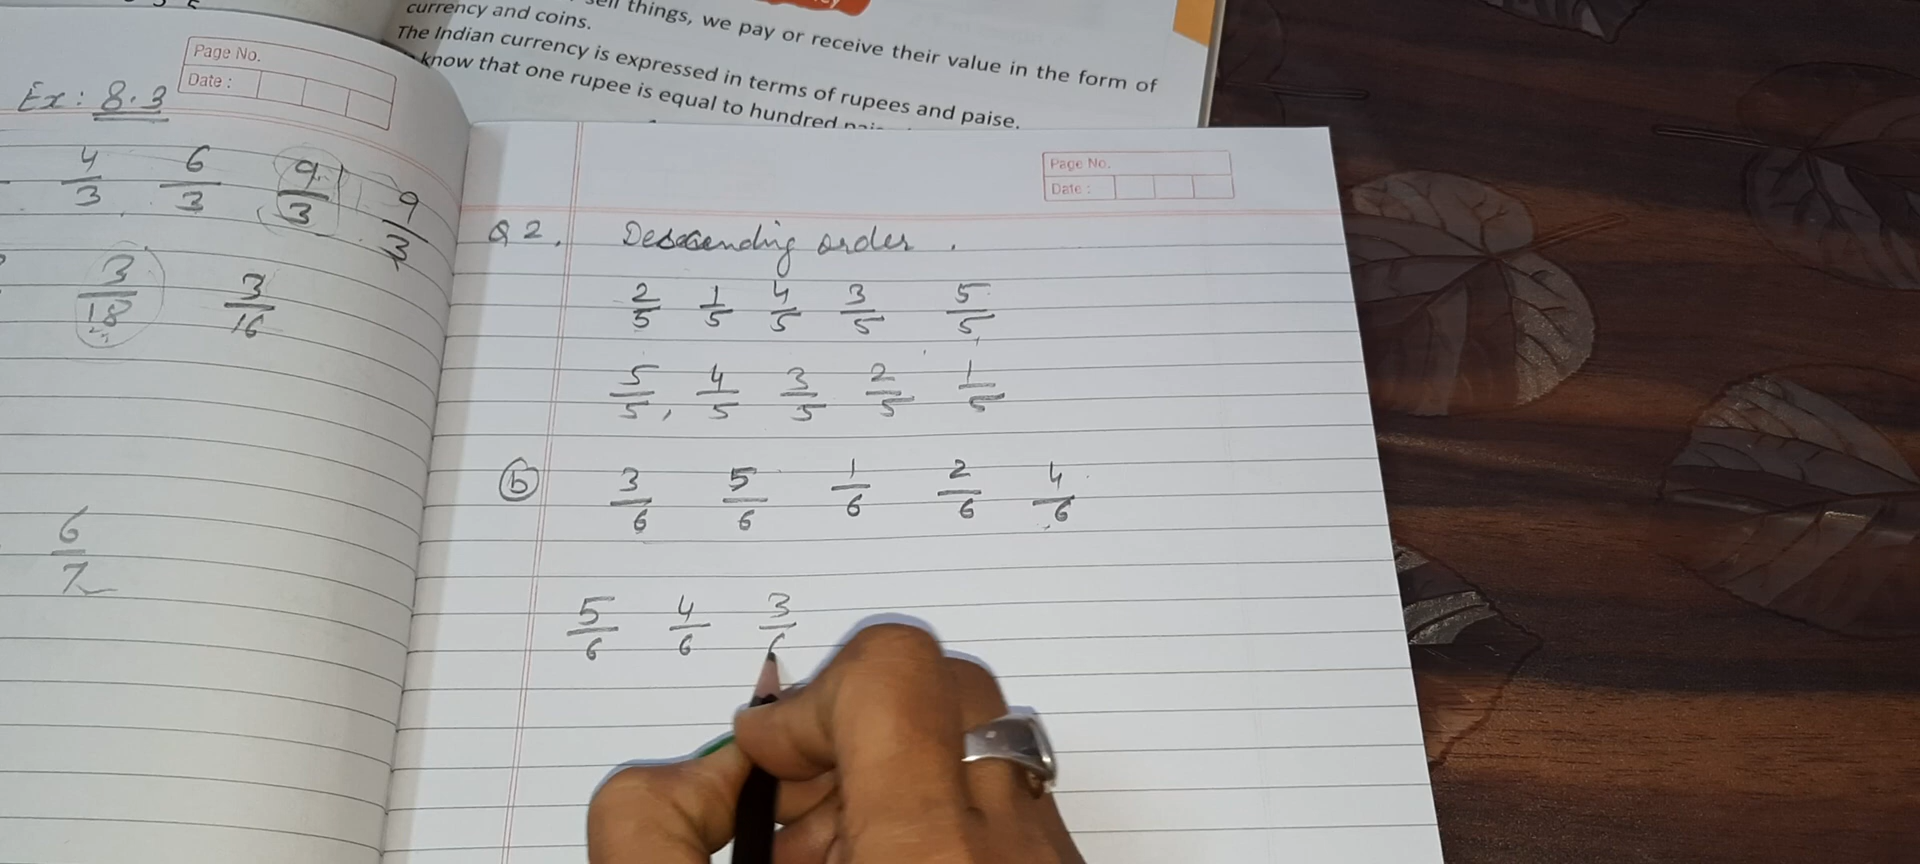 sell things, we pay or receive their value in the form of
currency and coins.
The Indian currency is expressed in terms of rupees and paise.
know that one rupee is equal to hundred
Page No.
Date :
Ex : 8.3
4/3 6/3 9/3 9/3
3/18 3/16
6/7
Page No.
Date :
Q 2. Descending order.
2/5 1/5 4/5 3/5 5/5
5/5, 4/5 3/5 2/5 1/5
(b) 3/6 5/6 1/6 2/6 4/6
5/6 4/6 3/6